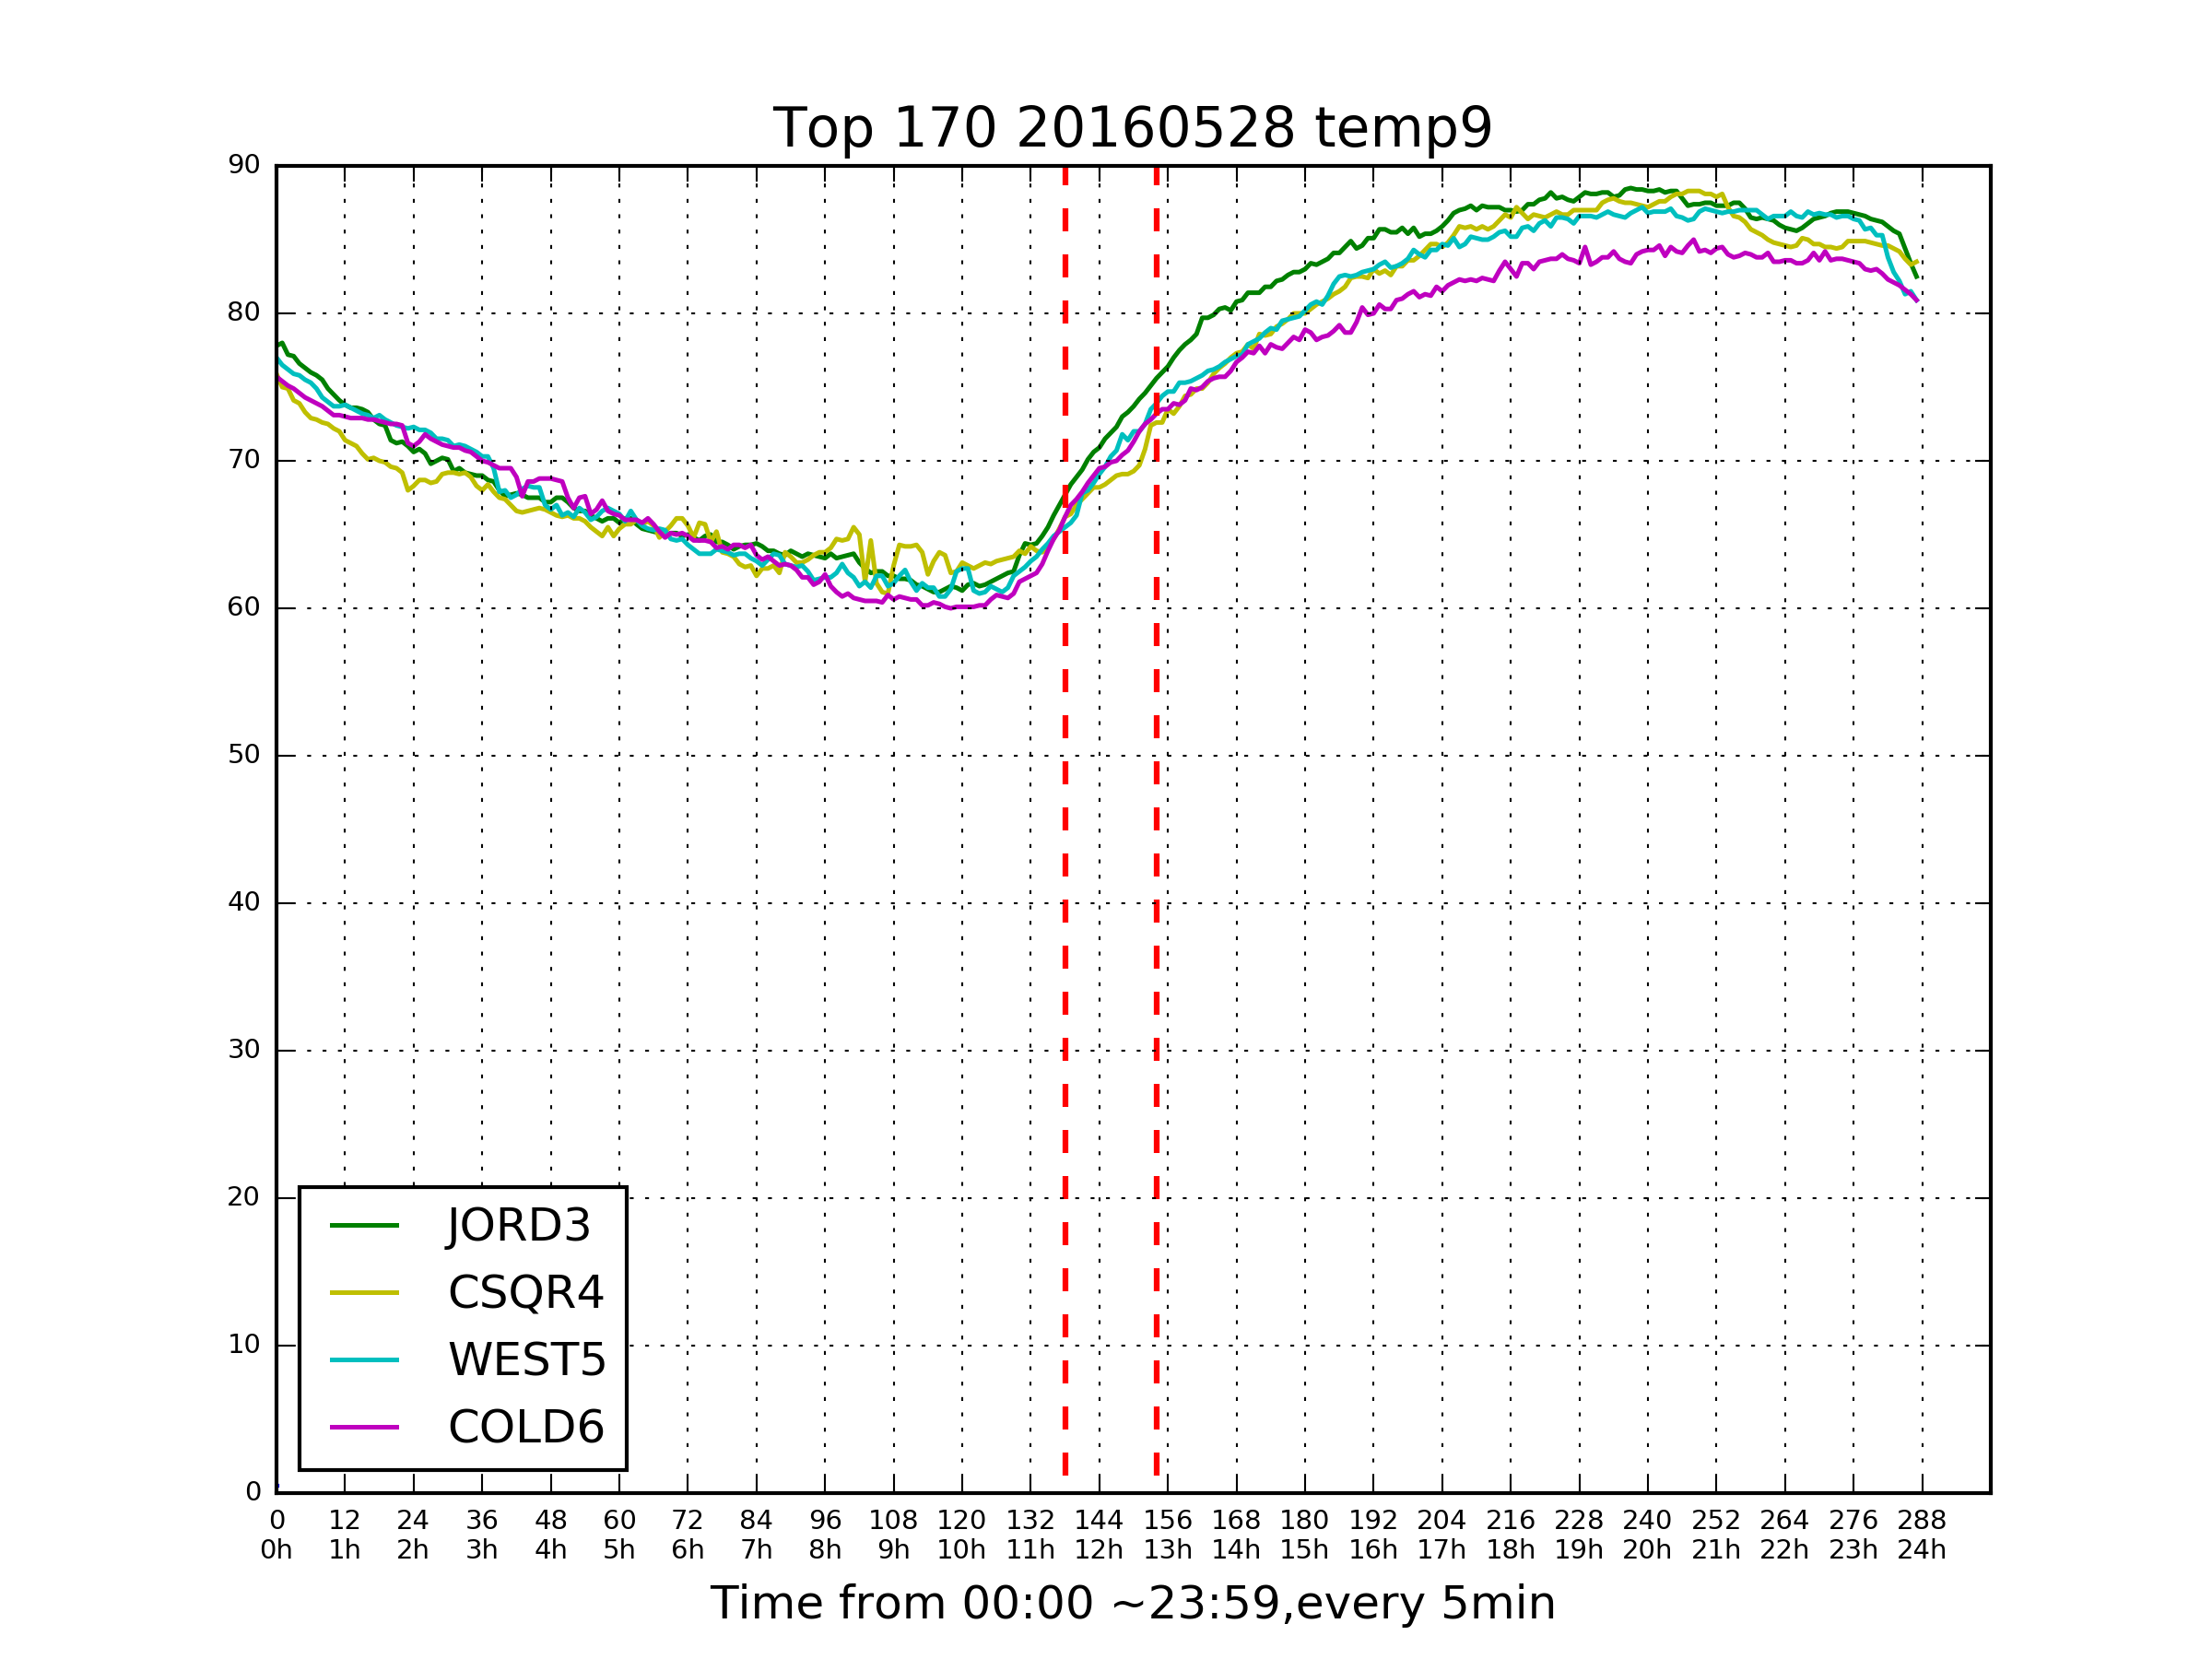 Top 170 20160528 temp9
90
80
70
60
50
40
30
20
10
0
JORD3
CSQR4
WEST5
COLD6
0 12 24 36 48 60 72 84 96 108 120 132 144 156 168 180 192 204 216 228 240 252 264 276 288
0h 1h 2h 3h 4h 5h 6h 7h 8h 9h 10h 11h 12h 13h 14h 15h 16h 17h 18h 19h 20h 21h 22h 23h 24h
Time from 00:00 ~23:59,every 5min